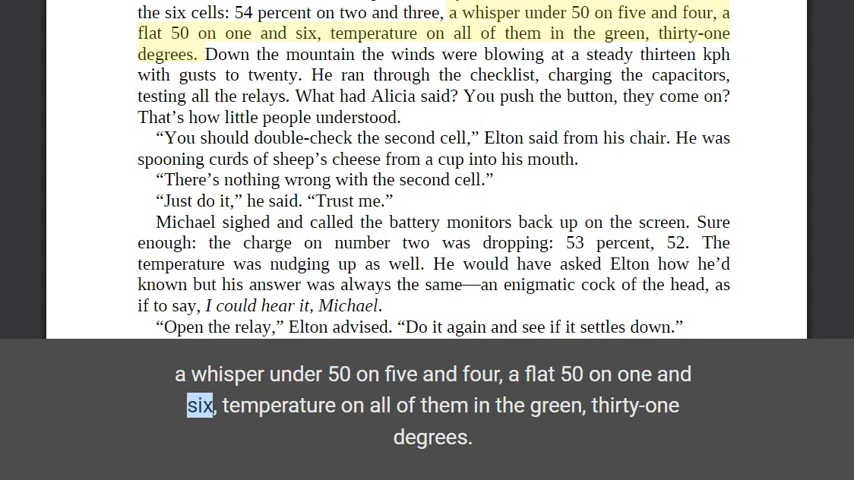 the six cells: 54 percent on two and three, a whisper under 50 on five and four, a
flat 50 on one and six, temperature on all of them in the green, thirty-one
degrees. Down the mountain the winds were blowing at a steady thirteen kph
with gusts to twenty. He ran through the checklist, charging the capacitors,
testing all the relays. What had Alicia said? You push the button, they come on?
That’s how little people understood.
“You should double-check the second cell,” Elton said from his chair. He was
spooning curds of sheep’s cheese from a cup into his mouth.
“There’s nothing wrong with the second cell.”
“Just do it,” he said. “Trust me.”
Michael sighed and called the battery monitors back up on the screen. Sure
enough: the charge on number two was dropping: 53 percent, 52. The
temperature was nudging up as well. He would have asked Elton how he’d
known but his answer was always the same—an enigmatic cock of the head, as
if to say, I could hear it, Michael.
“Open the relay,” Elton advised. “Do it again and see if it settles down.”
a whisper under 50 on five and four, a flat 50 on one and
six, temperature on all of them in the green, thirty-one
degrees.